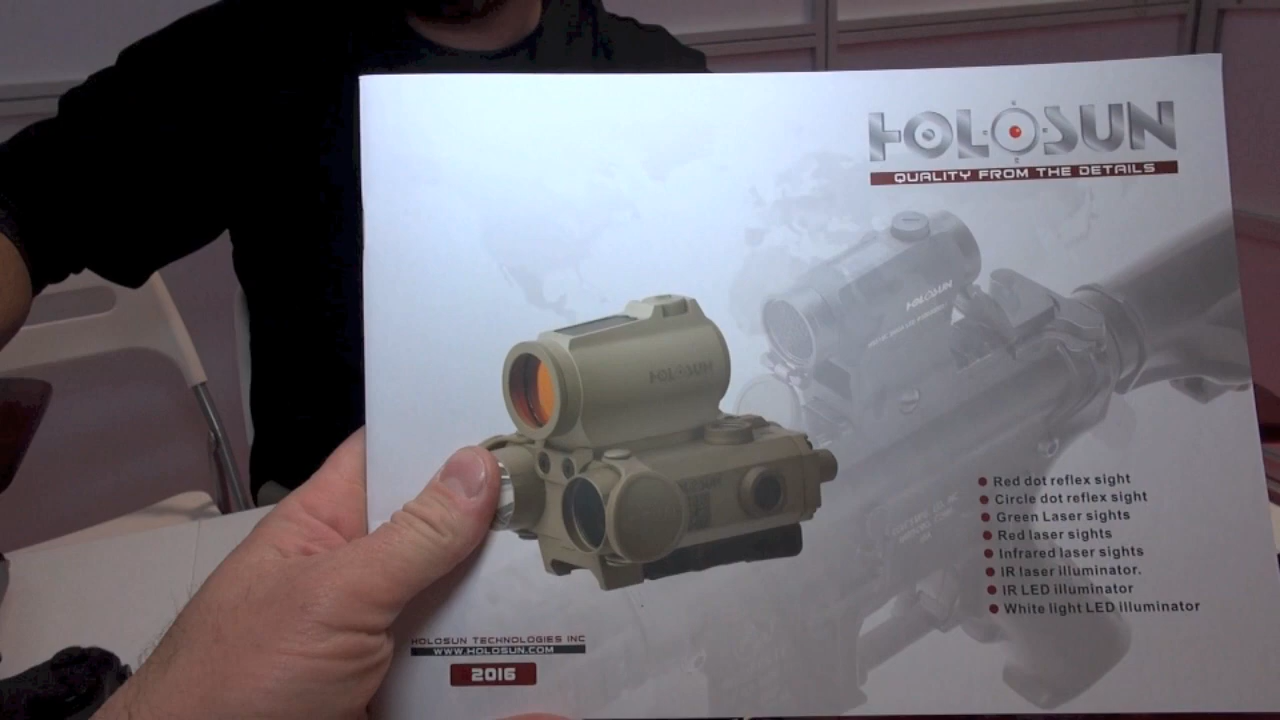 HOLOSUN
QUALITY FROM THE DETAILS
HOLOSUN
HOLOSUN
Red dot reflex sight
Circle dot reflex sight
Green Laser sights
Red laser sights
Infrared laser sights
IR laser illuminator.
IR LED illuminator
White light LED illuminator
HOLOSUN TECHNOLOGIES INC
WWW.HOLOSUN.COM
2016